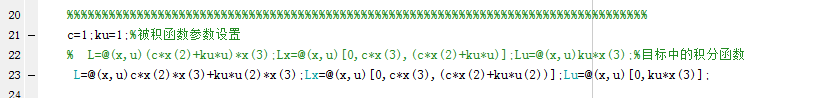 20 %%%%%%%%%%%%%%%%%%%%%%%%%%%%%%%%%%%%%%%%%%%%%%%%%%%%%%%%%%%%%%%%%%%%%%%%%%%%%%%%%%%%%
21 — c=1;ku=1;%被积函数参数设置
22 % L=@(x,u)(c*x(2)+ku*u)*x(3);Lx=@(x,u)[0,c*x(3),(c*x(2)+ku*u)];Lu=@(x,u)ku*x(3);%目标中的积分函数
23 — L=@(x,u)c*x(2)*x(3)+ku*u(2)*x(3);Lx=@(x,u)[0,c*x(3),(c*x(2)+ku*u(2))];Lu=@(x,u)[0,ku*x(3)];
24